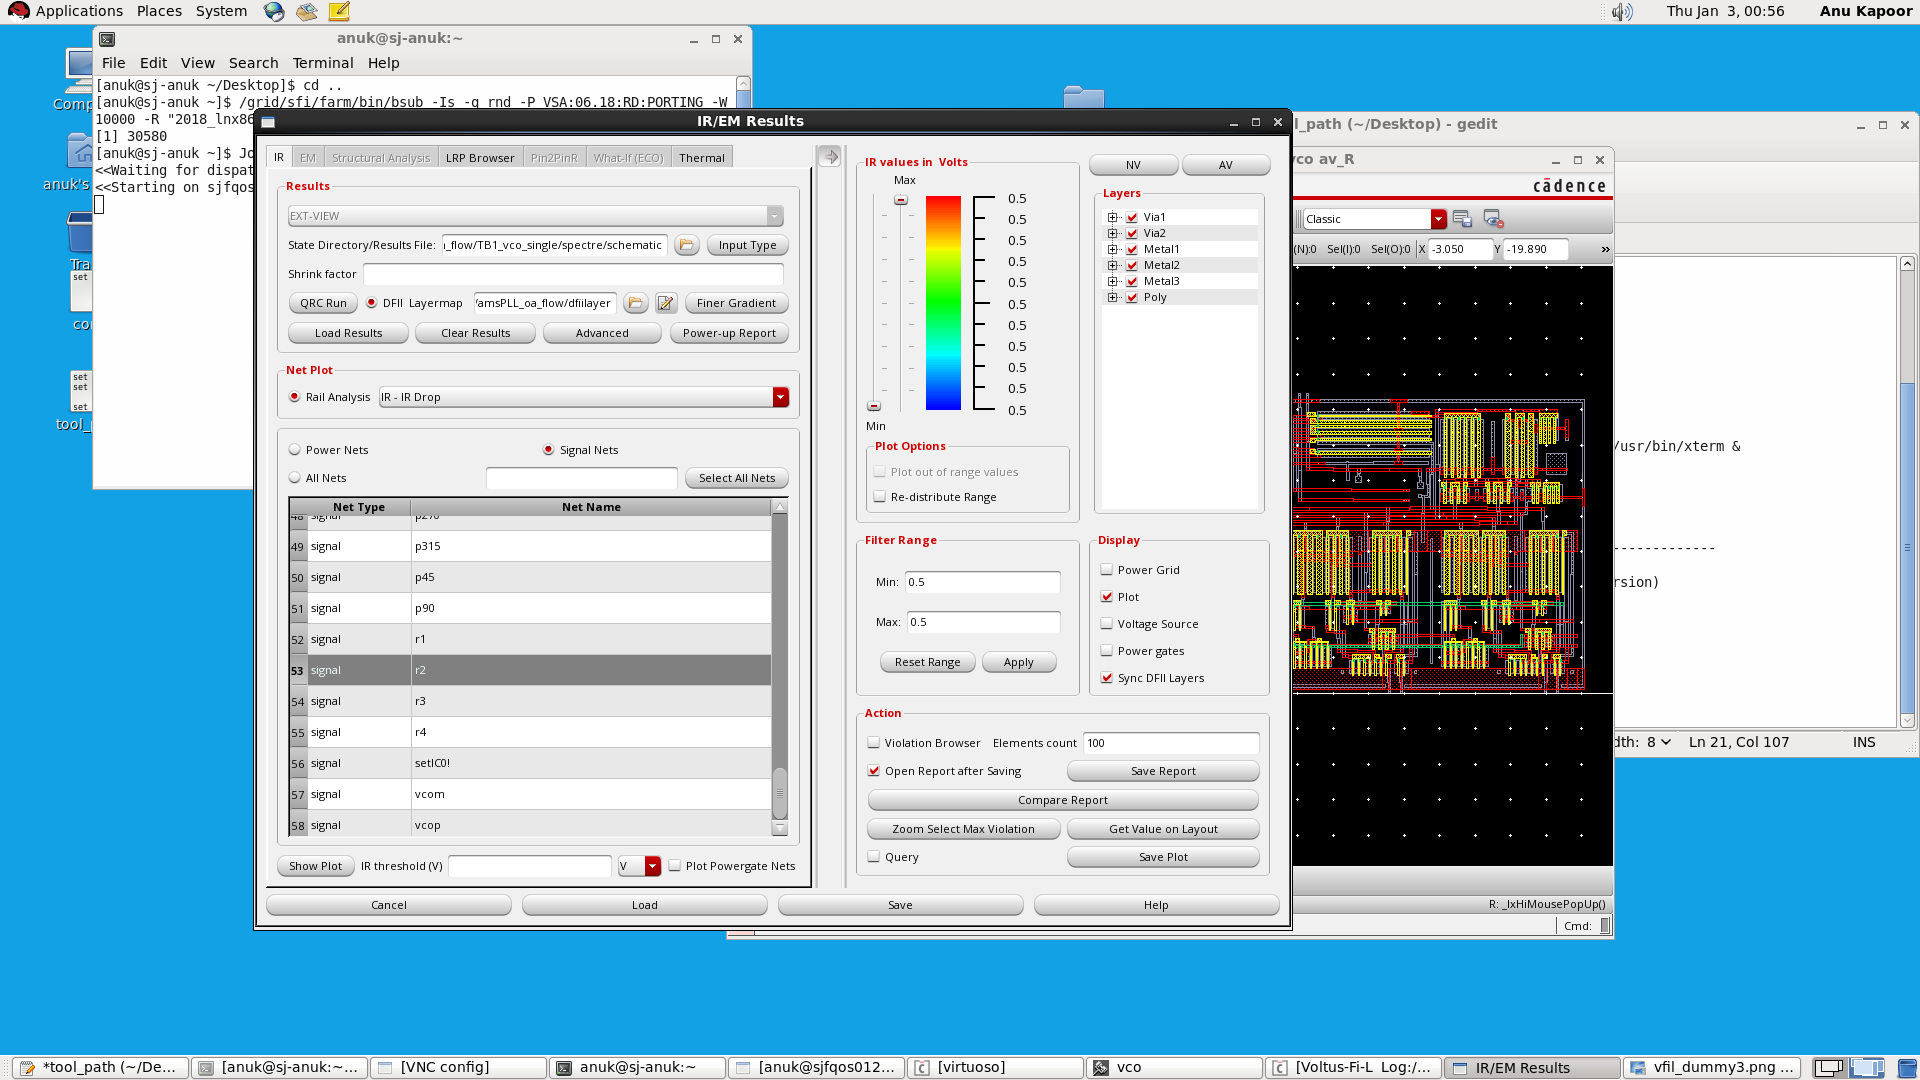 Applications Places System
Thu Jan 3, 00:56 Anu Kapoor
anuk@sj-anuk:~
File Edit View Search Terminal Help
[anuk@sj-anuk ~/Desktop]$ cd ..
[anuk@sj-anuk ~]$ /grid/sfi/farm/bin/bsub -Is -q rnd -P VSA:06.18:RD:PORTING -W
10000 -R "2018_lnx86
[1] 30580
[anuk@sj-anuk ~]$ Jo
<<Waiting for dispat
<<Starting on sjfqos
Comp
anuk's
Tra
set
co
set
set
set
tool_
l_path (~/Desktop) - gedit
vco av_R
cādence
Classic
(N):0 Sel(I):0 Sel(O):0 X -3.050 Y -19.890 »
/usr/bin/xterm &
-------------
rsion)
dth: 8 Ln 21, Col 107 INS
R: _lxHiMousePopUp()
Cmd:
IR/EM Results
IR EM Structural Analysis LRP Browser Pin2PinR What-If (ECO) Thermal
Results
EXT-VIEW
State Directory/Results File: _flow/TB1_vco_single/spectre/schematic Input Type
Shrink factor
QRC Run DFII Layermap amsPLL_oa_flow/dfiilayer Finer Gradient
Load Results Clear Results Advanced Power-up Report
Net Plot
Rail Analysis IR - IR Drop
Power Nets Signal Nets
All Nets Select All Nets
Net Type Net Name
48 signal p270
49 signal p315
50 signal p45
51 signal p90
52 signal r1
53 signal r2
54 signal r3
55 signal r4
56 signal setIC0!
57 signal vcom
58 signal vcop
Show Plot IR threshold (V) V Plot Powergate Nets
Cancel Load Save Help
IR values in Volts
Max
0.5
0.5
0.5
0.5
0.5
0.5
0.5
0.5
0.5
0.5
0.5
Min
Plot Options
Plot out of range values
Re-distribute Range
NV AV
Layers
Via1
Via2
Metal1
Metal2
Metal3
Poly
Filter Range
Min: 0.5
Max: 0.5
Reset Range Apply
Display
Power Grid
Plot
Voltage Source
Power gates
Sync DFII Layers
Action
Violation Browser Elements count 100
Open Report after Saving Save Report
Compare Report
Zoom Select Max Violation Get Value on Layout
Query Save Plot
*tool_path (~/De... [anuk@sj-anuk:~... [VNC config] anuk@sj-anuk:~ [anuk@sjfqos012... [virtuoso] vco [Voltus-Fi-L Log:/... IR/EM Results vfil_dummy3.png ...